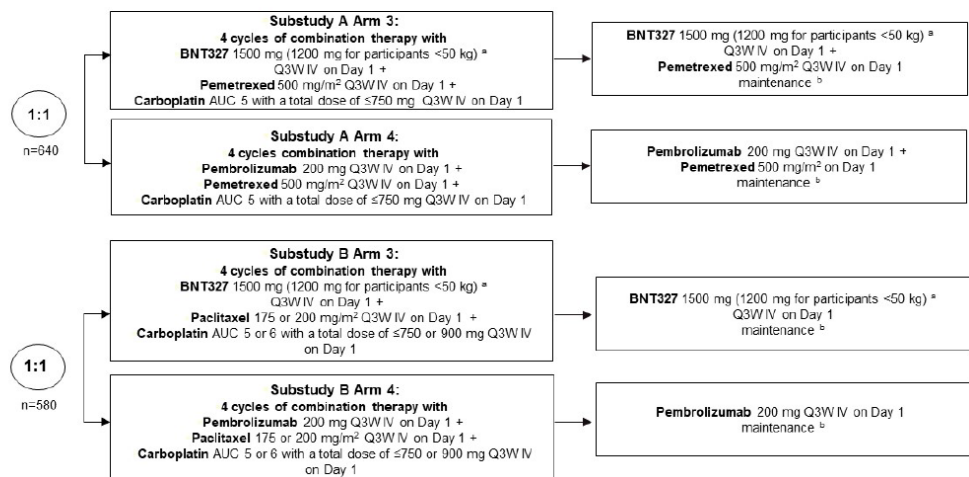 Substudy A Arm 3:
4 cycles of combination therapy with
BNT327 1500 mg (1200 mg for participants <50 kg) ᵃ
Q3W IV on Day 1 +
Pemetrexed 500 mg/m² Q3W IV on Day 1 +
Carboplatin AUC 5 with a total dose of ≤750 mg Q3W IV on Day 1
BNT327 1500 mg (1200 mg for participants <50 kg) ᵃ
Q3W IV on Day 1 +
Pemetrexed 500 mg/m² Q3W IV on Day 1
maintenance ᵇ
1:1
n=640
Substudy A Arm 4:
4 cycles combination therapy with
Pembrolizumab 200 mg Q3W IV on Day 1 +
Pemetrexed 500 mg/m² Q3W IV on Day 1 +
Carboplatin AUC 5 with a total dose of ≤750 mg Q3W IV on Day 1
Pembrolizumab 200 mg Q3W IV on Day 1 +
Pemetrexed 500 mg/m² on Day 1
maintenance ᵇ
Substudy B Arm 3:
4 cycles of combination therapy with
BNT327 1500 mg (1200 mg for participants <50 kg) ᵃ
Q3W IV on Day 1 +
Paclitaxel 175 or 200 mg/m² Q3W IV on Day 1 +
Carboplatin AUC 5 or 6 with a total dose of ≤750 or 900 mg Q3W IV
on Day 1
BNT327 1500 mg (1200 mg for participants <50 kg) ᵃ
Q3W IV on Day 1
maintenance ᵇ
1:1
n=580
Substudy B Arm 4:
4 cycles of combination therapy with
Pembrolizumab 200 mg Q3W IV on Day 1 +
Paclitaxel 175 or 200 mg/m² Q3W IV on Day 1 +
Carboplatin AUC 5 or 6 with a total dose of ≤750 or 900 mg Q3W IV
on Day 1
Pembrolizumab 200 mg Q3W IV on Day 1
maintenance ᵇ